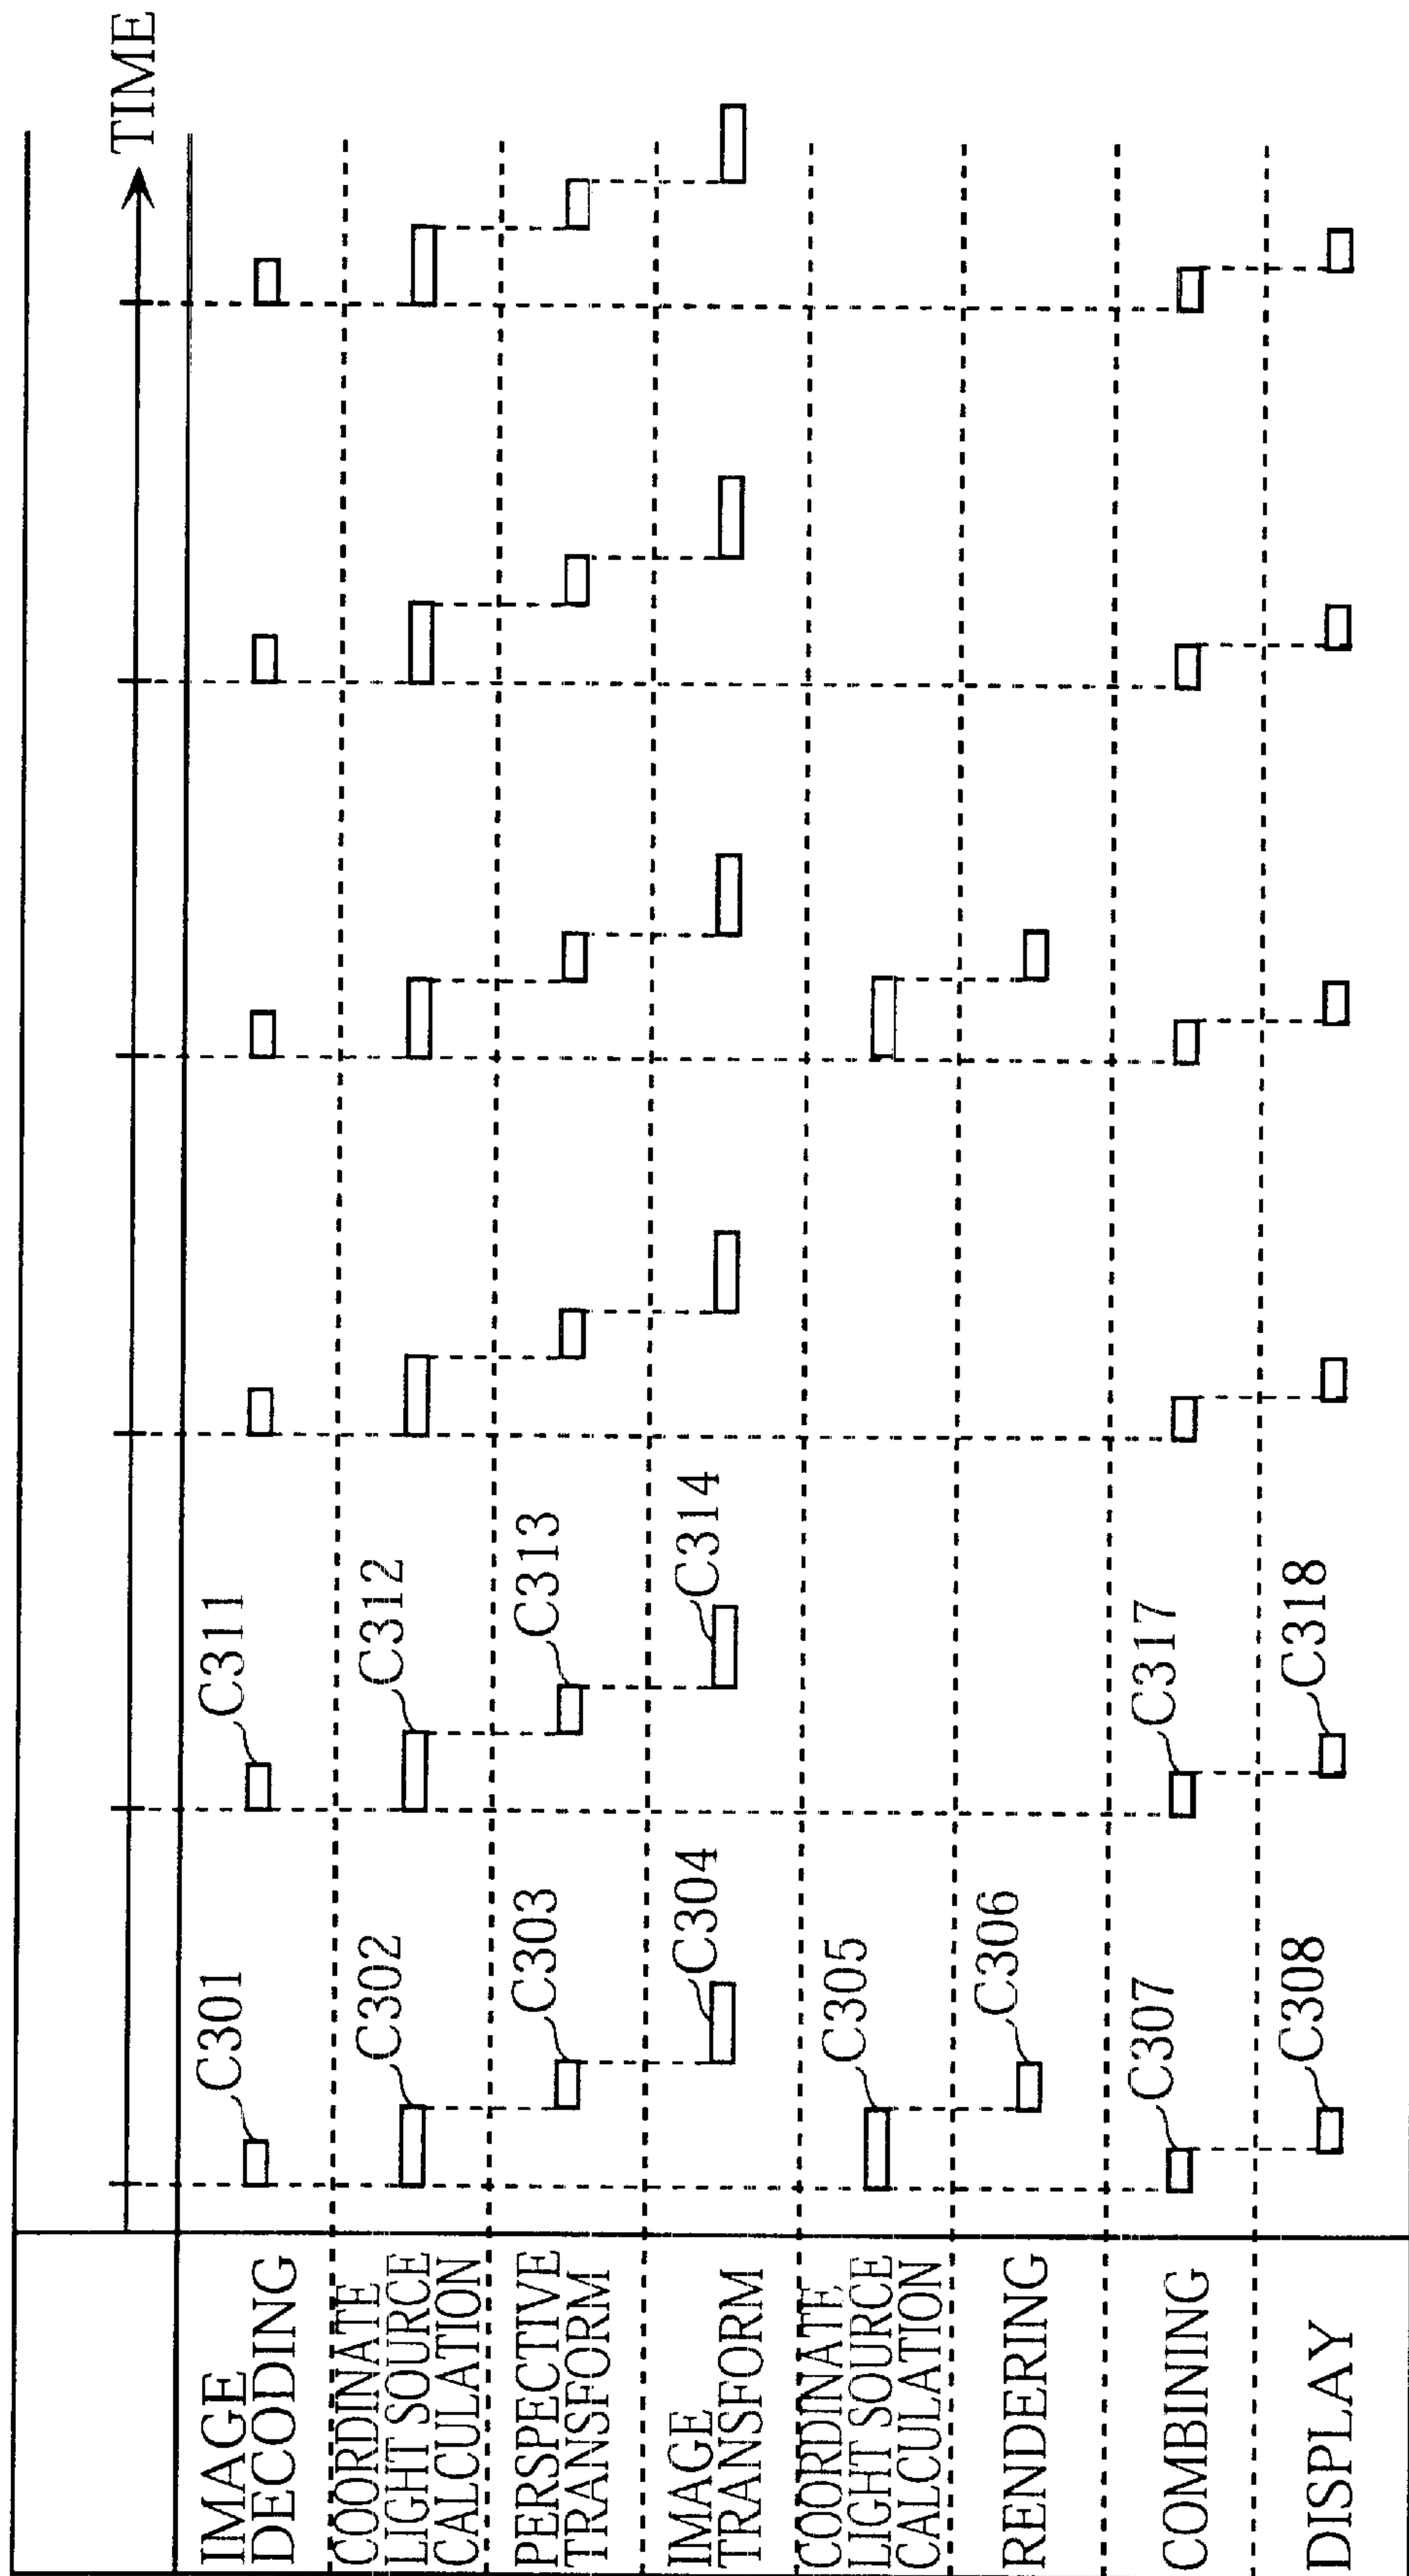 TIME
IMAGE
DECODING
C301
C311
COORDINATE
LIGHT SOURCE
CALCULATION
C302
C312
PERSPECTIVE
TRANSFORM
C303
C313
IMAGE
TRANSFORM
C304
C314
COORDINATE
LIGHT SOURCE
CALCULATION
C305
RENDERING
C306
COMBINING
C307
C317
DISPLAY
C308
C318